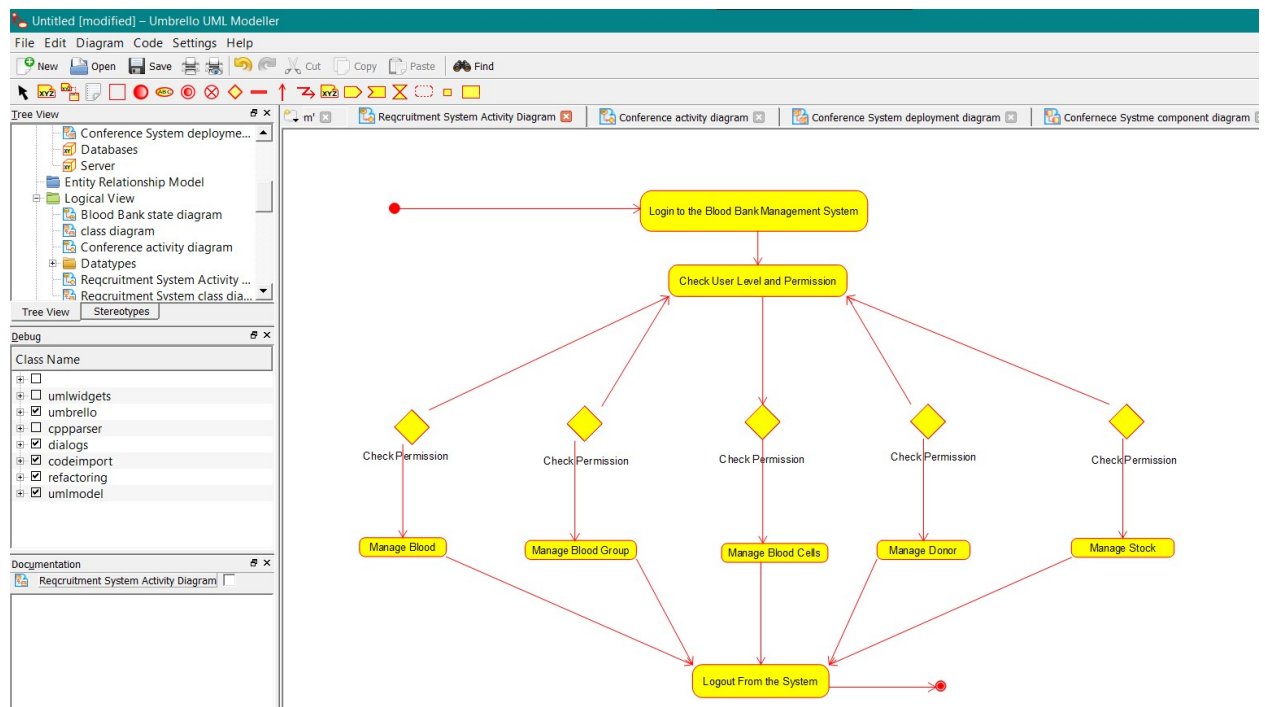 Untitled [modified] – Umbrello UML Modeller
File Edit Diagram Code Settings Help
New Open Save Cut Copy Paste Find
XYZ ABC XYZ
Tree View
m' Reqcruitment System Activity Diagram Conference activity diagram Conference System deployment diagram Confernece Systme component diagram
Conference System deployme...
Databases
Server
Entity Relationship Model
Logical View
Blood Bank state diagram
class diagram
Conference activity diagram
Datatypes
Reqcruitment System Activity ...
Reqcruitment System class dia...
Tree View Stereotypes
Debug
Class Name
umlwidgets
umbrello
cppparser
dialogs
codeimport
refactoring
umlmodel
Documentation
Reqcruitment System Activity Diagram
Login to the Blood Bank Management System
Check User Level and Permission
Check Permission
Check Permission
Check Permission
Check Permission
Check Permission
Manage Blood
Manage Blood Group
Manage Blood Cells
Manage Donor
Manage Stock
Logout From the System